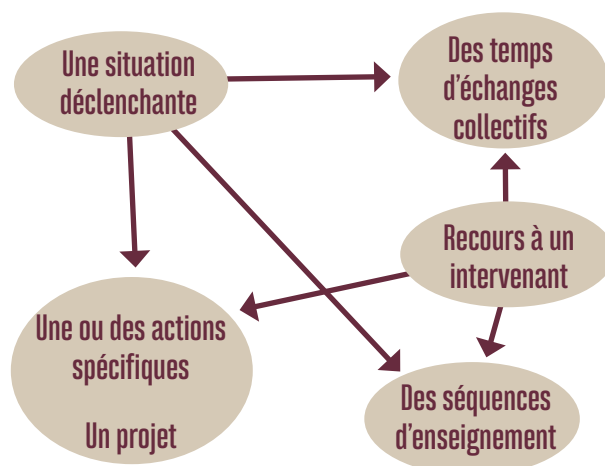 Une situation
déclenchante
Des temps
d’échanges
collectifs
Recours à un
intervenant
Une ou des actions
spécifiques
Un projet
Des séquences
d’enseignement